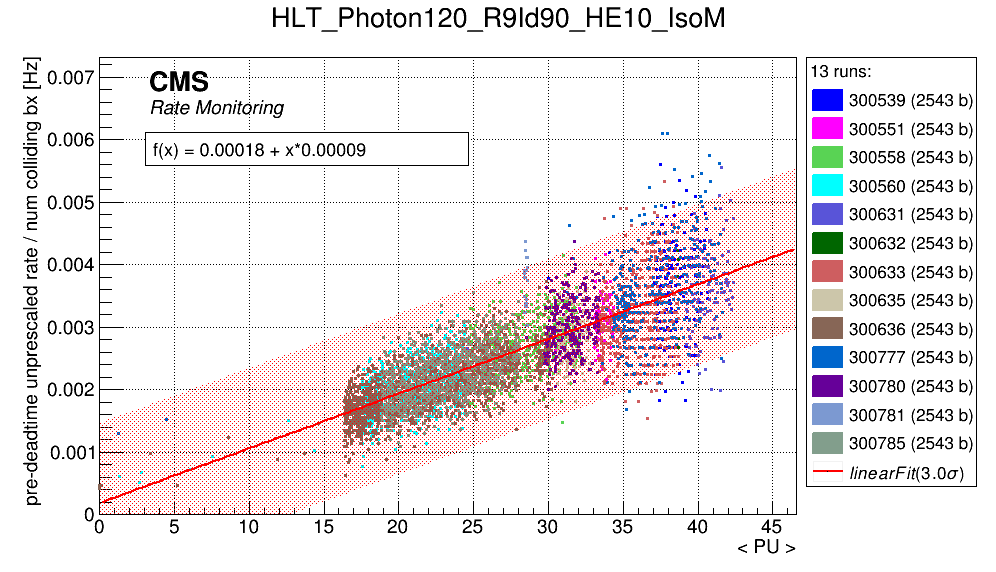 HLT_Photon120_R9Id90_HE10_IsoM
pre-deadtime unprescaled rate / num colliding bx [Hz]
0.007
0.006
0.005
0.004
0.003
0.002
0.001
0
CMS
Rate Monitoring
f(x) = 0.00018 + x*0.00009
0 5 10 15 20 25 30 35 40 45
< PU >
13 runs:
300539 (2543 b)
300551 (2543 b)
300558 (2543 b)
300560 (2543 b)
300631 (2543 b)
300632 (2543 b)
300633 (2543 b)
300635 (2543 b)
300636 (2543 b)
300777 (2543 b)
300780 (2543 b)
300781 (2543 b)
300785 (2543 b)
linearFit(3.0σ)